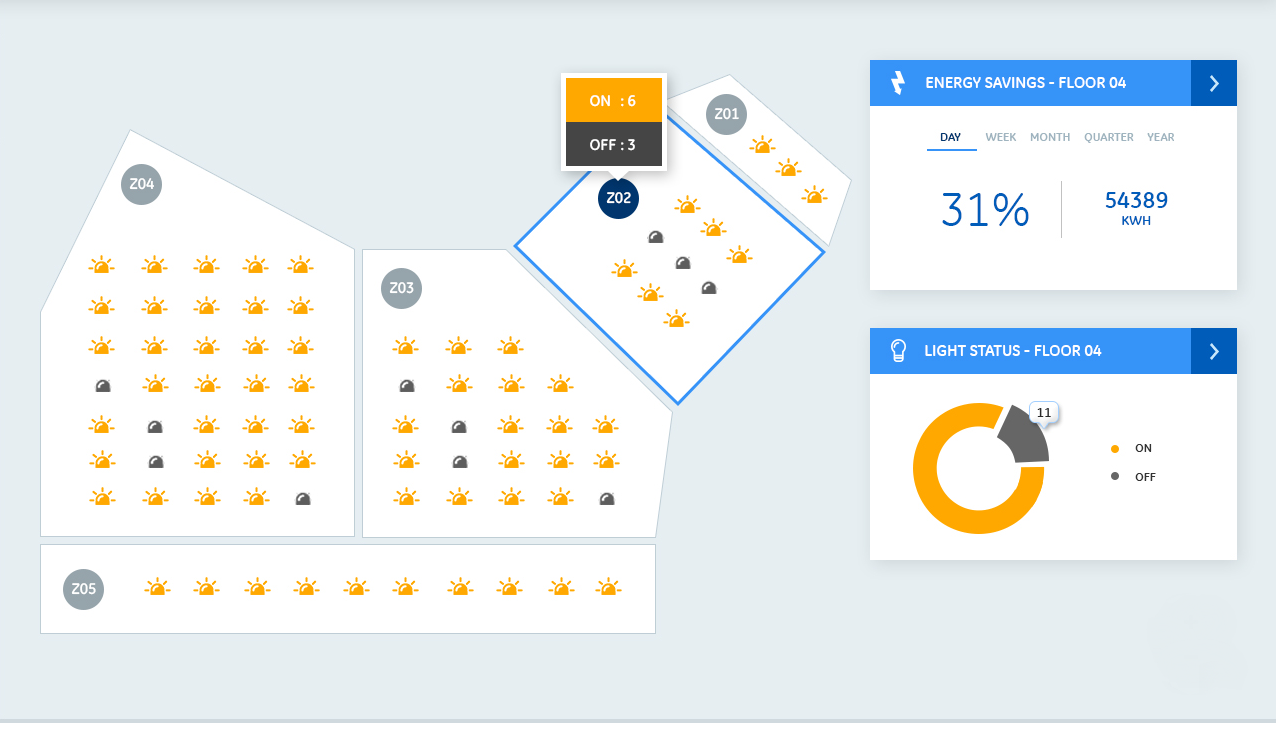 ON : 6
OFF : 3
Z01
Z02
Z04
Z03
Z05
ENERGY SAVINGS - FLOOR 04
DAY WEEK MONTH QUARTER YEAR
31% 54389
KWH
LIGHT STATUS - FLOOR 04
11
ON
OFF